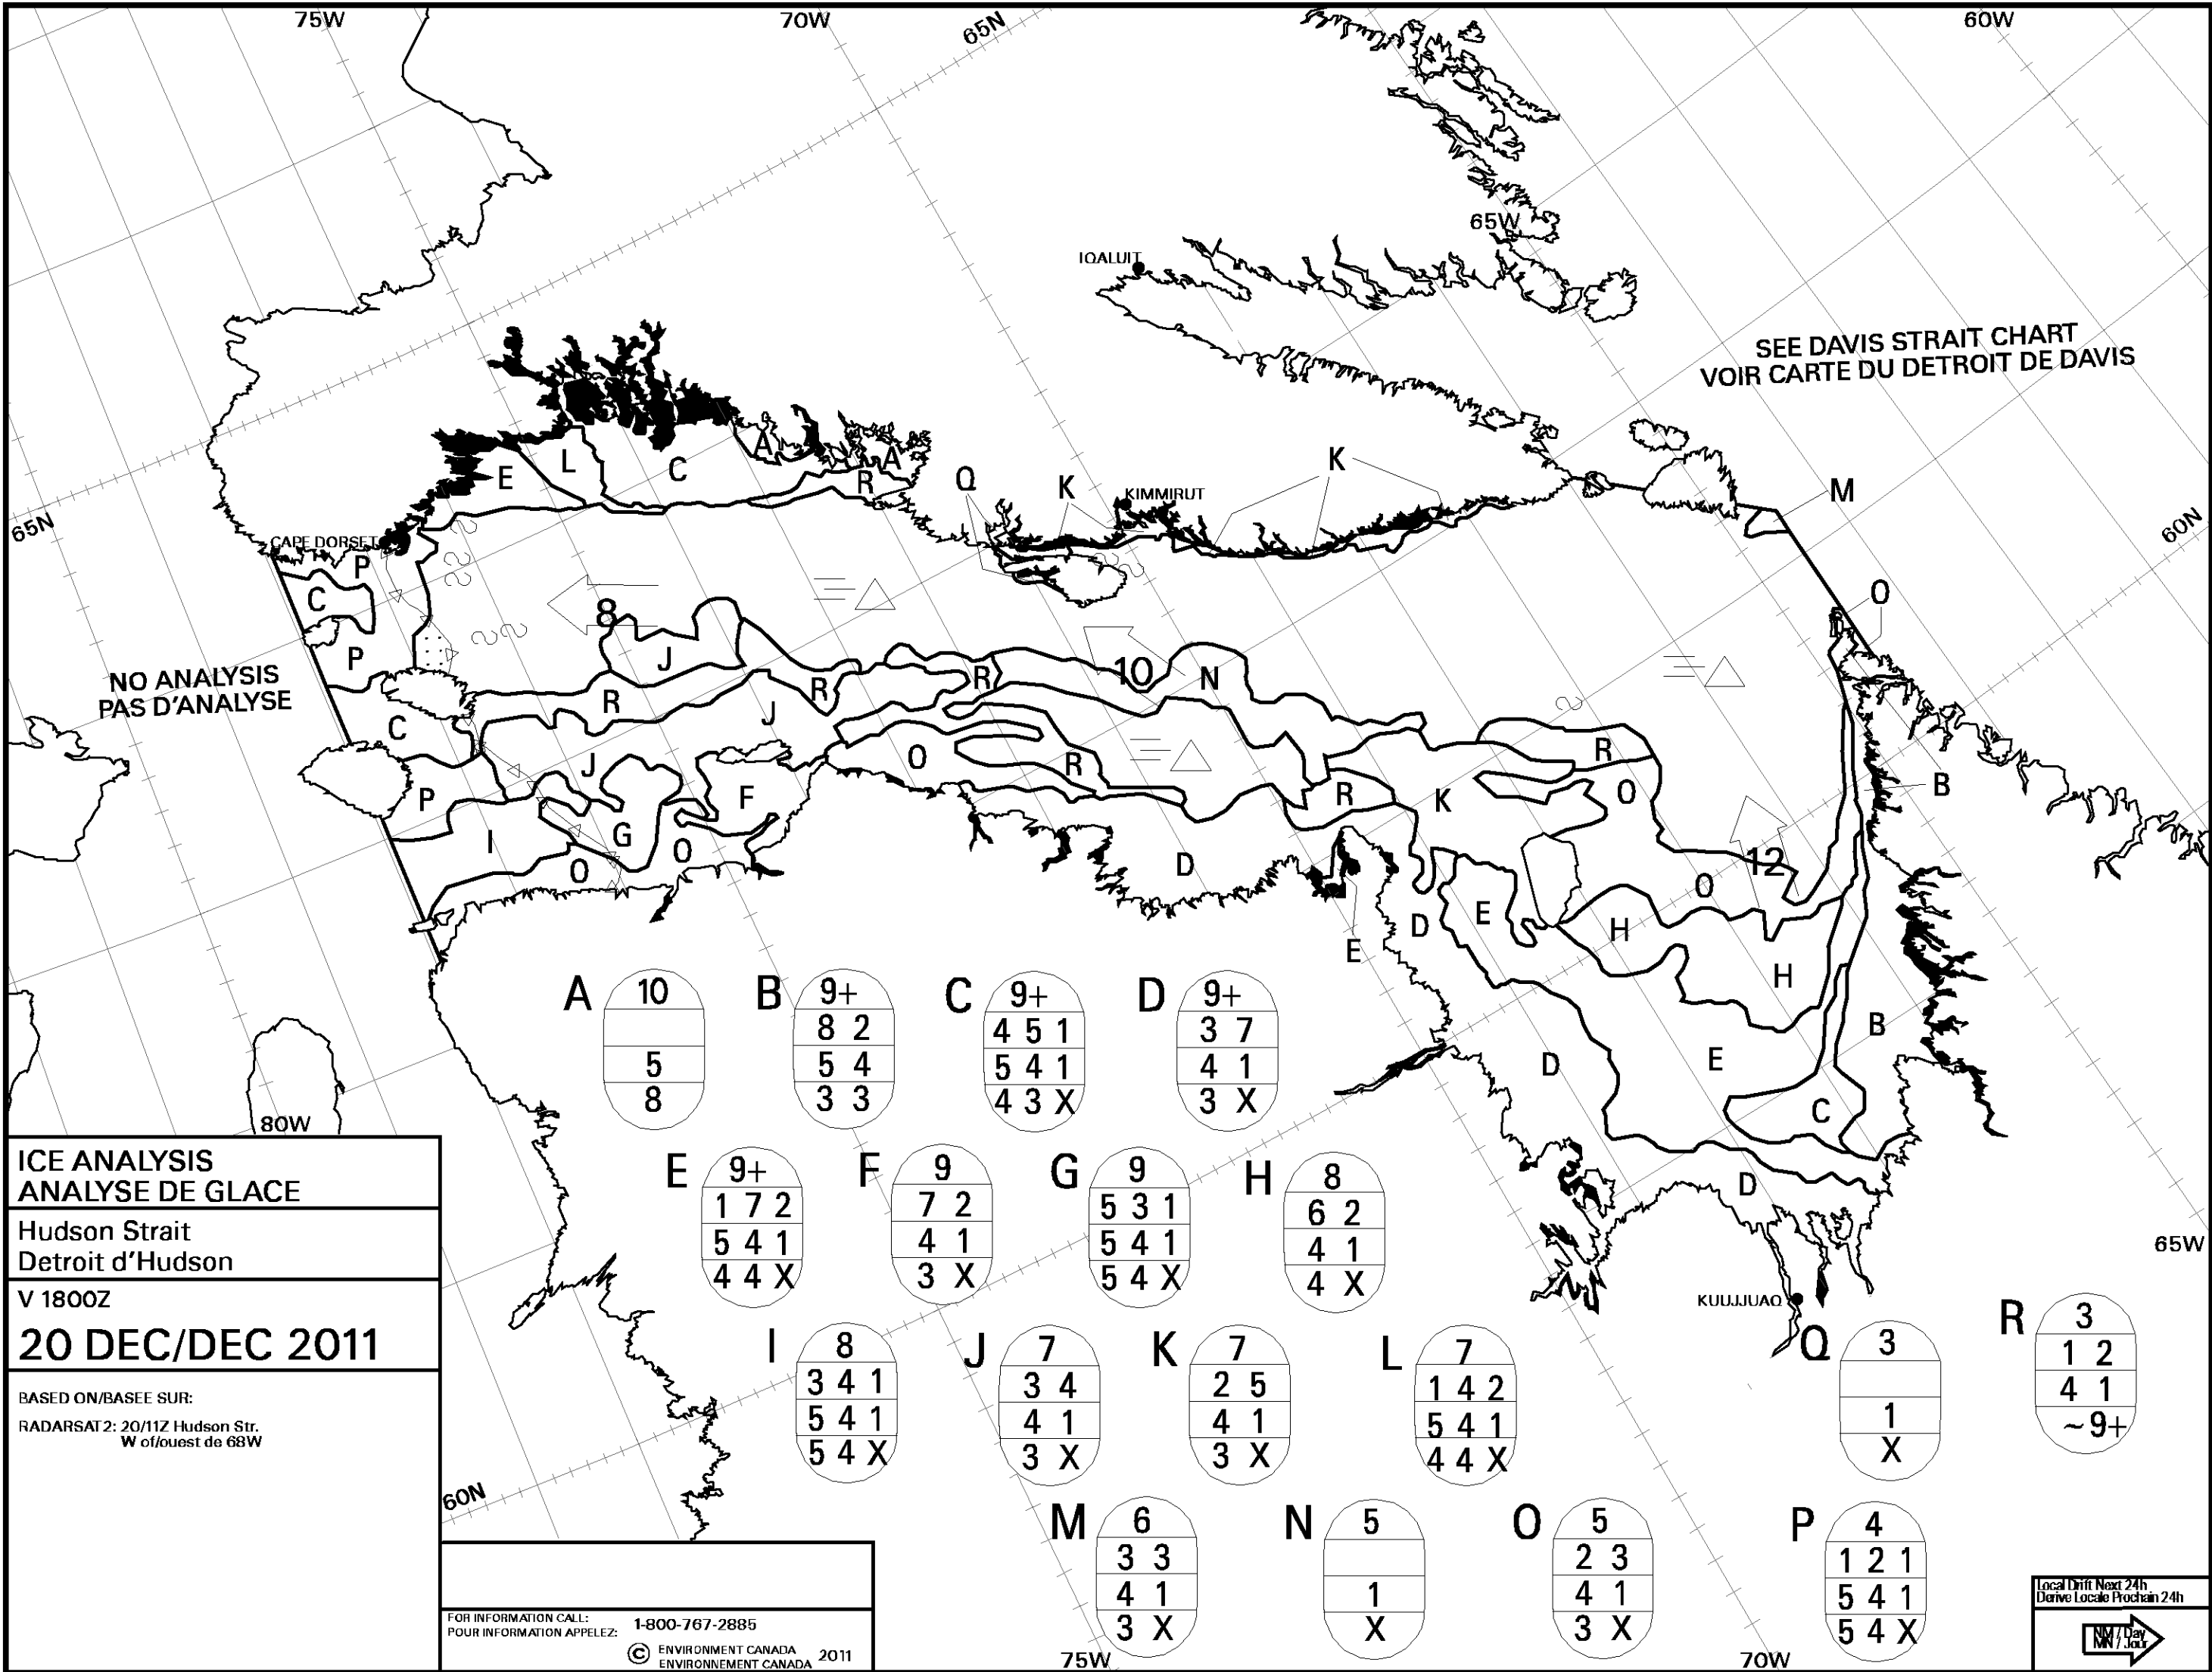 75W
70W
65N
60W
65W
IQALUIT
SEE DAVIS STRAIT CHART
VOIR CARTE DU DETROIT DE DAVIS
A
L
E
C
A
R
Q
K
K
KIMMIRUT
M
65N
60N
CAPE DORSET
P
C
8
O
P
J
10
N
NO ANALYSIS
PAS D'ANALYSE
R
R
R
C
J
O
R
R
J
P
F
R
K
O
B
G
I
O
O
D
12
O
E
D
H
E
H
B
D
E
C
D
A
10
5
8
B
9+
8 2
5 4
3 3
C
9+
4 5 1
5 4 1
4 3 X
D
9+
3 7
4 1
3 X
80W
E
9+
1 7 2
5 4 1
4 4 X
F
9
7 2
4 1
3 X
G
9
5 3 1
5 4 1
5 4 X
H
8
6 2
4 1
4 X
65W
KUUJJUAQ
I
8
3 4 1
5 4 1
5 4 X
J
7
3 4
4 1
3 X
K
7
2 5
4 1
3 X
L
7
1 4 2
5 4 1
4 4 X
Q
3
1
X
R
3
1 2
4 1
~9+
M
6
3 3
4 1
3 X
N
5
1
X
O
5
2 3
4 1
3 X
P
4
1 2 1
5 4 1
5 4 X
60N
75W
70W
ICE ANALYSIS
ANALYSE DE GLACE
Hudson Strait
Detroit d'Hudson
V 1800Z
20 DEC/DEC 2011
BASED ON/BASEE SUR:
RADARSAT2: 20/11Z Hudson Str.
W of/ouest de 68W
FOR INFORMATION CALL:
POUR INFORMATION APPELEZ:
1-800-767-2885
© ENVIRONMENT CANADA
ENVIRONNEMENT CANADA 2011
Local Drift Next 24h
Derive Locale Prochain 24h
NM / Day
MN / Jour